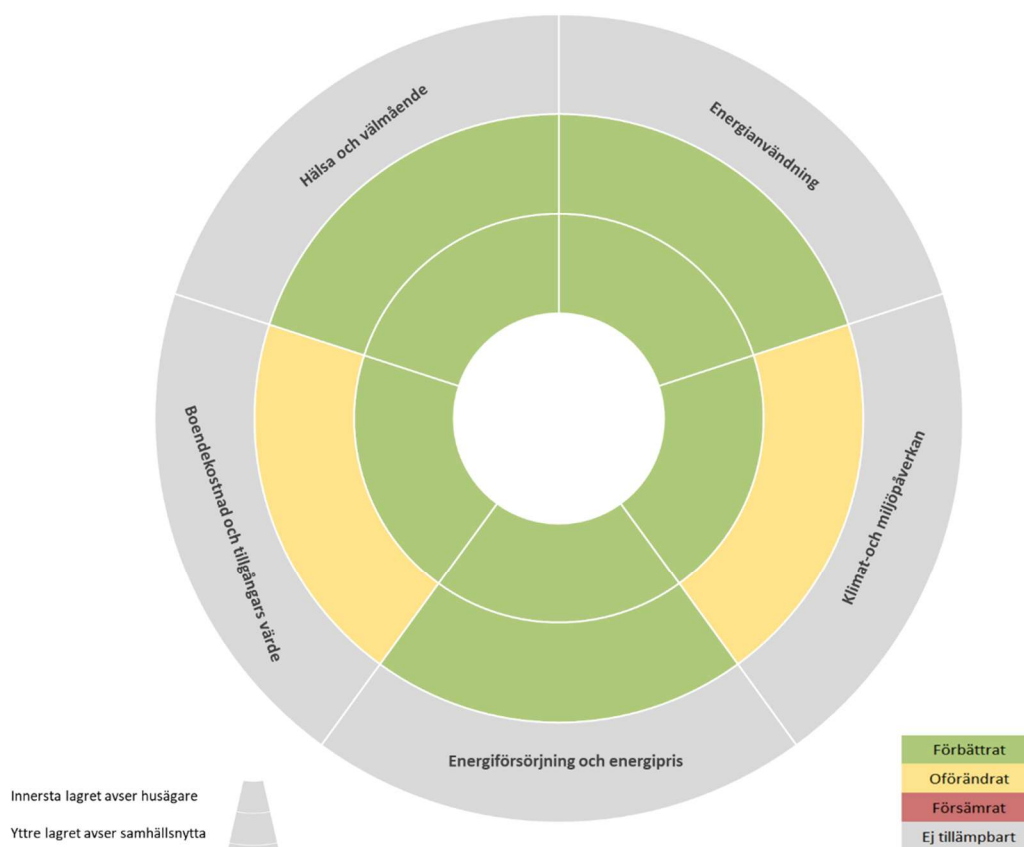 Hälsa och välmående
Energianvändning
Boendekostnad och tillgångars värde
Klimat-och miljöpåverkan
Energiförsörjning och energipris
Innersta lagret avser husägare
Yttre lagret avser samhällsnytta
Förbättrat
Oförändrat
Försämrat
Ej tillämpbart